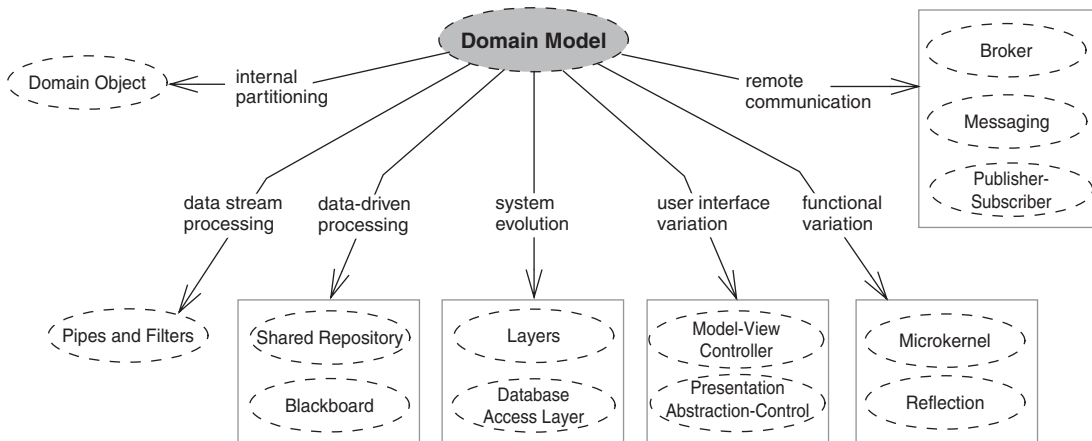 Domain Model
Domain Object
internal
partitioning
remote
communication
Broker
Messaging
Publisher-
Subscriber
data stream
processing
data-driven
processing
system
evolution
user interface
variation
functional
variation
Pipes and Filters
Shared Repository
Blackboard
Layers
Database
Access Layer
Model-View
Controller
Presentation
Abstraction-Control
Microkernel
Reflection